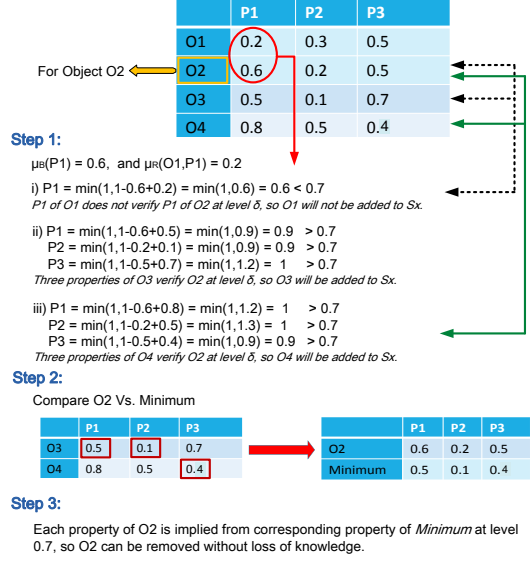 P1 P2 P3
O1 0.2 0.3 0.5
For Object O2 O2 0.6 0.2 0.5
O3 0.5 0.1 0.7
O4 0.8 0.5 0.4
Step 1:
μB(P1) = 0.6, and μR(O1,P1) = 0.2
i) P1 = min(1,1-0.6+0.2) = min(1,0.6) = 0.6 < 0.7
P1 of O1 does not verify P1 of O2 at level δ, so O1 will not be added to Sx.
ii) P1 = min(1,1-0.6+0.5) = min(1,0.9) = 0.9 > 0.7
P2 = min(1,1-0.2+0.1) = min(1,0.9) = 0.9 > 0.7
P3 = min(1,1-0.5+0.7) = min(1,1.2) = 1 > 0.7
Three properties of O3 verify O2 at level δ, so O3 will be added to Sx.
iii) P1 = min(1,1-0.6+0.8) = min(1,1.2) = 1 > 0.7
P2 = min(1,1-0.2+0.5) = min(1,1.3) = 1 > 0.7
P3 = min(1,1-0.5+0.4) = min(1,0.9) = 0.9 > 0.7
Three properties of O4 verify O2 at level δ, so O4 will be added to Sx.
Step 2:
Compare O2 Vs. Minimum
P1 P2 P3
O3 0.5 0.1 0.7
O4 0.8 0.5 0.4
P1 P2 P3
O2 0.6 0.2 0.5
Minimum 0.5 0.1 0.4
Step 3:
Each property of O2 is implied from corresponding property of Minimum at level
0.7, so O2 can be removed without loss of knowledge.